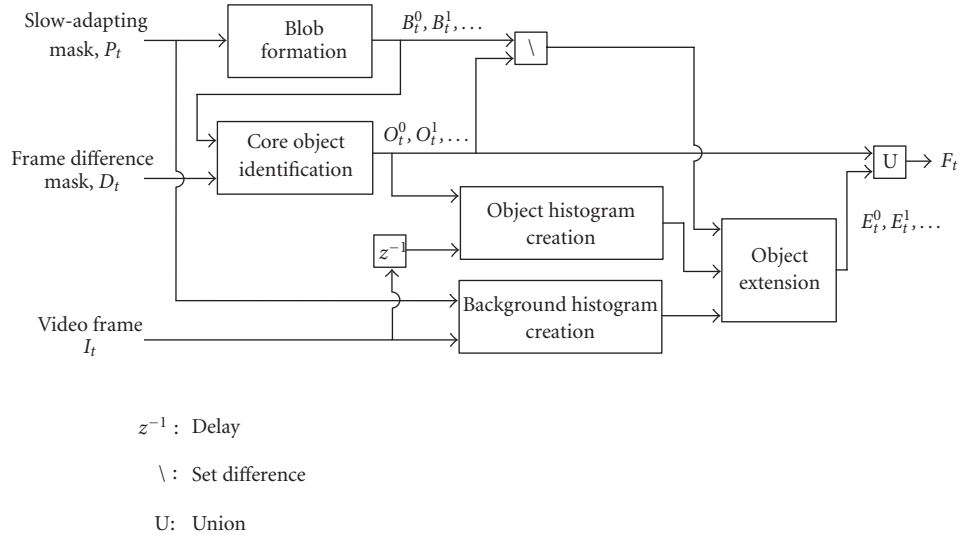 Slow-adapting
mask, P_t
Blob
formation
B_t^0, B_t^1, . . .
\
Frame difference
mask, D_t
Core object
identification
O_t^0, O_t^1, . . .
U
F_t
Object histogram
creation
E_t^0, E_t^1, . . .
z^−1
Object
extension
Background histogram
creation
Video frame
I_t
z^−1 : Delay
\ : Set difference
U: Union